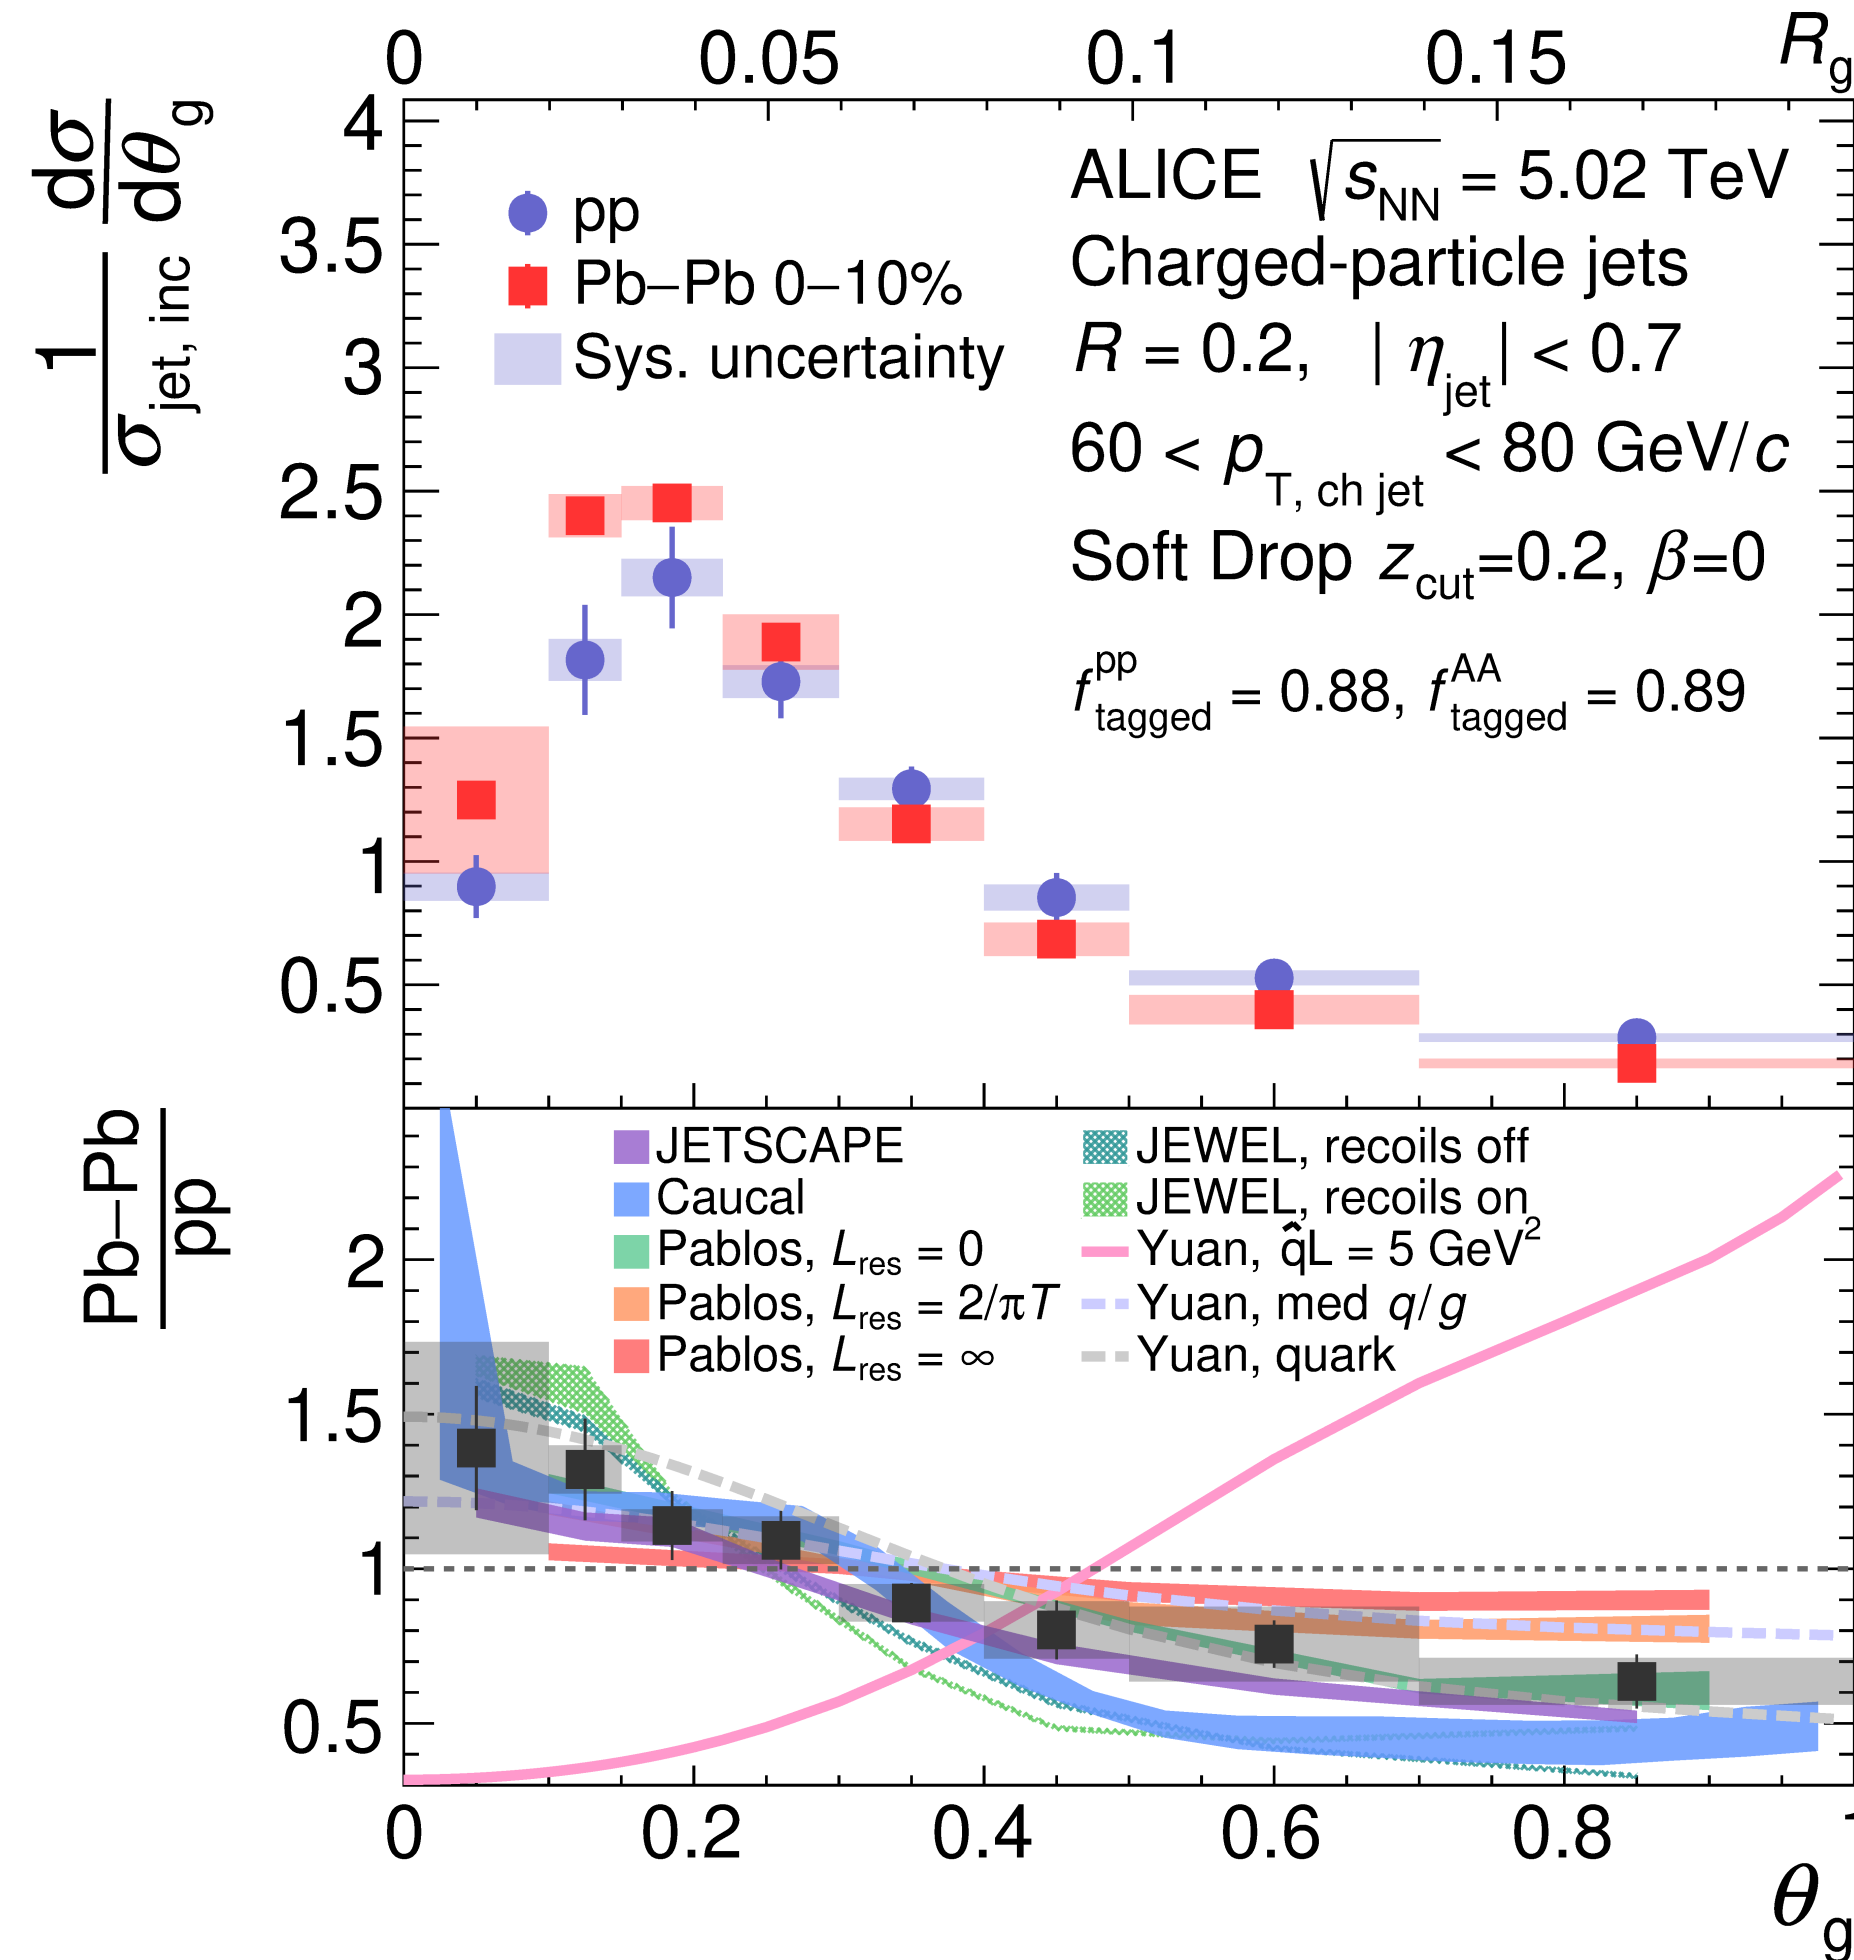 0 0.05 0.1 0.15 R_g
1/σ_jet, inc dσ/dθ_g
4
3.5
3
2.5
2
1.5
1
0.5
pp
Pb–Pb 0–10%
Sys. uncertainty
ALICE √s_NN = 5.02 TeV
Charged-particle jets
R = 0.2, | η_jet| < 0.7
60 < p_T, ch jet < 80 GeV/c
Soft Drop z_cut=0.2, β=0
f^pp_tagged = 0.88, f^AA_tagged = 0.89
Pb–Pb/pp
2
1.5
1
0.5
JETSCAPE
Caucal
Pablos, L_res = 0
Pablos, L_res = 2/πT
Pablos, L_res = ∞
JEWEL, recoils off
JEWEL, recoils on
Yuan, q̂L = 5 GeV²
Yuan, med q/g
Yuan, quark
0 0.2 0.4 0.6 0.8
θ_g